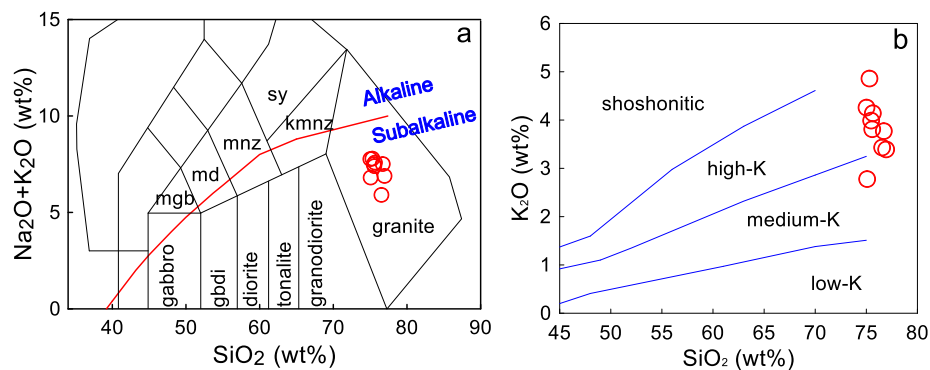 a
15
10
5
0
40
50
60
70
80
90
Na₂O+K₂O (wt%)
SiO₂ (wt%)
Alkaline
Subalkaline
sy
kmnz
mnz
md
mgb
granite
gabbro
gbdi
diorite
tonalite
granodiorite
b
6
5
4
3
2
1
0
45
50
55
60
65
70
75
80
K₂O (wt%)
SiO₂ (wt%)
shoshonitic
high-K
medium-K
low-K